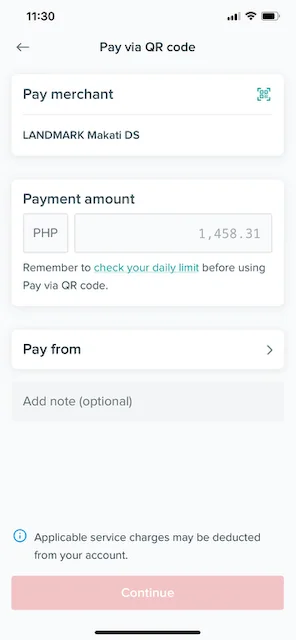 11:30
Pay via QR code
Pay merchant
LANDMARK Makati DS
Payment amount
PHP 1,458.31
Remember to check your daily limit before using
Pay via QR code.
Pay from
Add note (optional)
Applicable service charges may be deducted
from your account.
Continue